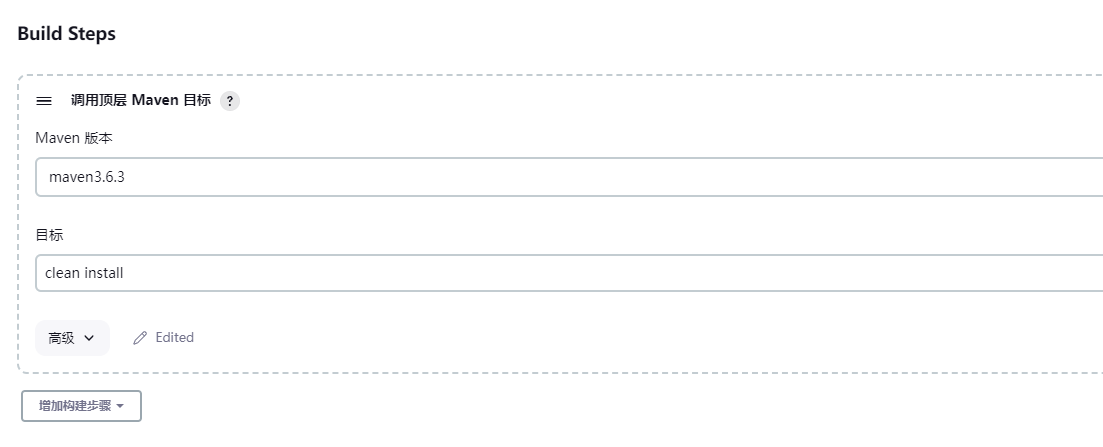 Build Steps
调用顶层 Maven 目标 ?
Maven 版本
maven3.6.3
目标
clean install
高级 Edited
增加构建步骤